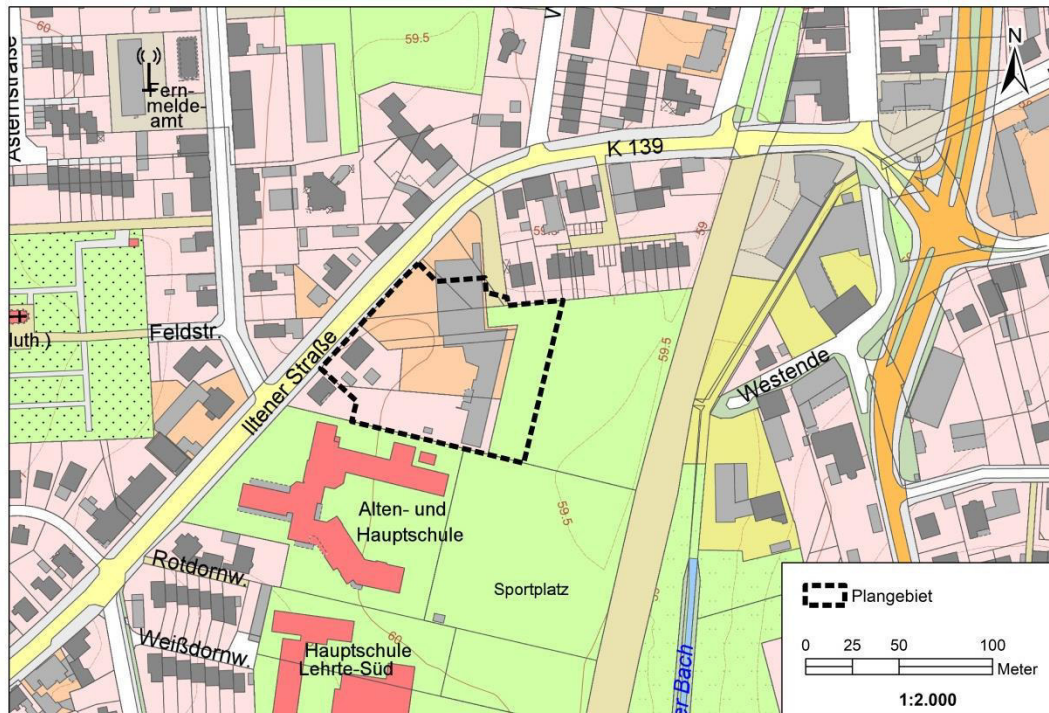 60
59.5
V
N
Asternstraße
Fern-
melde-
amt
K 139
59.5
59
59.5
luth.)
Feldstr.
Iltener Straße
Westende
Alten- und
Hauptschule
59.5
Rotdornw.
Sportplatz
Plangebiet
Weißdornw.
Hauptschule
Lehrte-Süd
60
er Bach
0 25 50 100
Meter
1:2.000